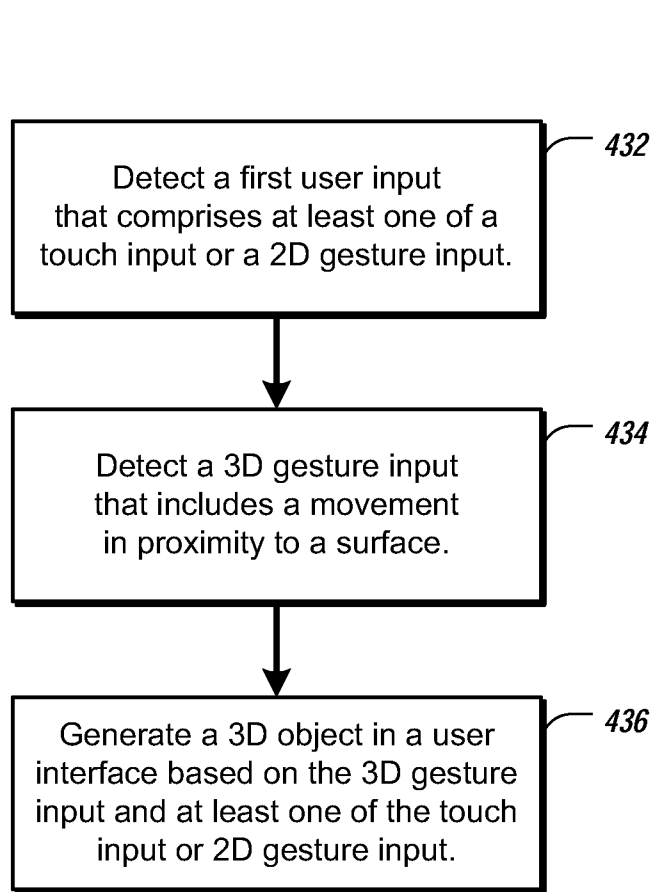 432
Detect a first user input
that comprises at least one of a
touch input or a 2D gesture input.
434
Detect a 3D gesture input
that includes a movement
in proximity to a surface.
436
Generate a 3D object in a user
interface based on the 3D gesture
input and at least one of the touch
input or 2D gesture input.